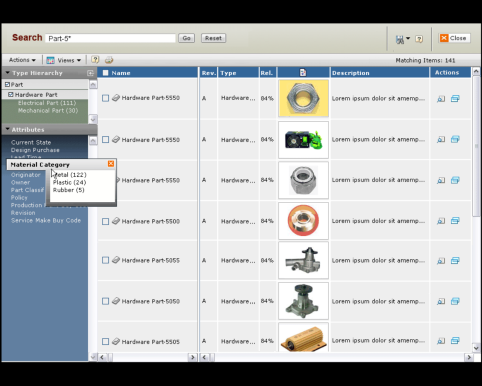 Search Part-5* Go Reset Close
Actions Views Matching Items: 141
Type Hierarchy
Part
Hardware Part
Electrical Part (111)
Mechanical Part (30)
Attributes
Current State
Design Purchase
Lead Time
Material Category
Metal (122)
Plastic (24)
Rubber (5)
Originator
Owner
Part Classif
Policy
Production
Revision
Service Make Buy Code
Name Rev. Type Rel. Description Actions
Hardware Part-5550 A Hardware... 84% Lorem ipsum dolor sit amemp...
Hardware Part-5550 A Hardware... 84% Lorem ipsum dolor sit amemp...
Hardware Part-5550 A Hardware... 84% Lorem ipsum dolor sit amemp...
Hardware Part-5500 A Hardware... 84% Lorem ipsum dolor sit amemp...
Hardware Part-5055 A Hardware... 84% Lorem ipsum dolor sit amemp...
Hardware Part-5050 A Hardware... 84% Lorem ipsum dolor sit amemp...
Hardware Part-5505 A Hardware... 84% Lorem ipsum dolor sit amemp...